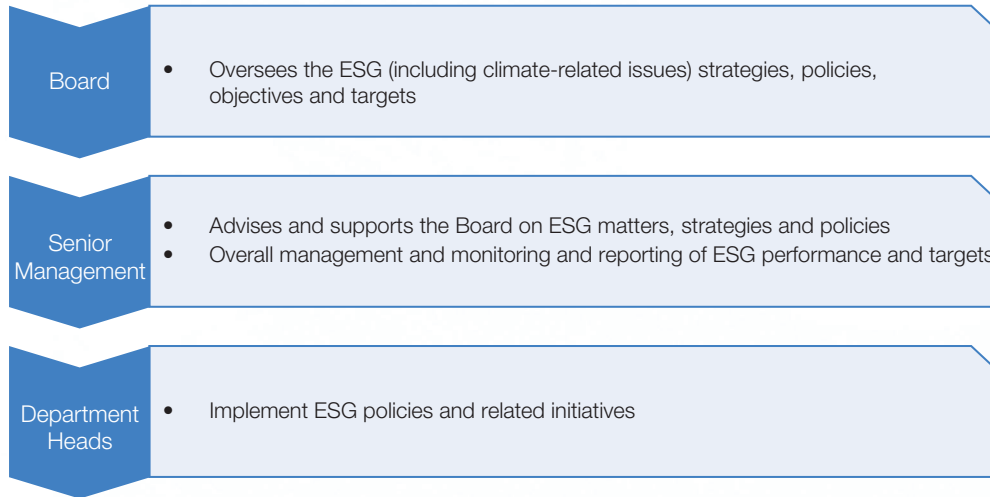 Board
• Oversees the ESG (including climate-related issues) strategies, policies,
objectives and targets
Senior
Management
• Advises and supports the Board on ESG matters, strategies and policies
• Overall management and monitoring and reporting of ESG performance and targets
Department
Heads
• Implement ESG policies and related initiatives